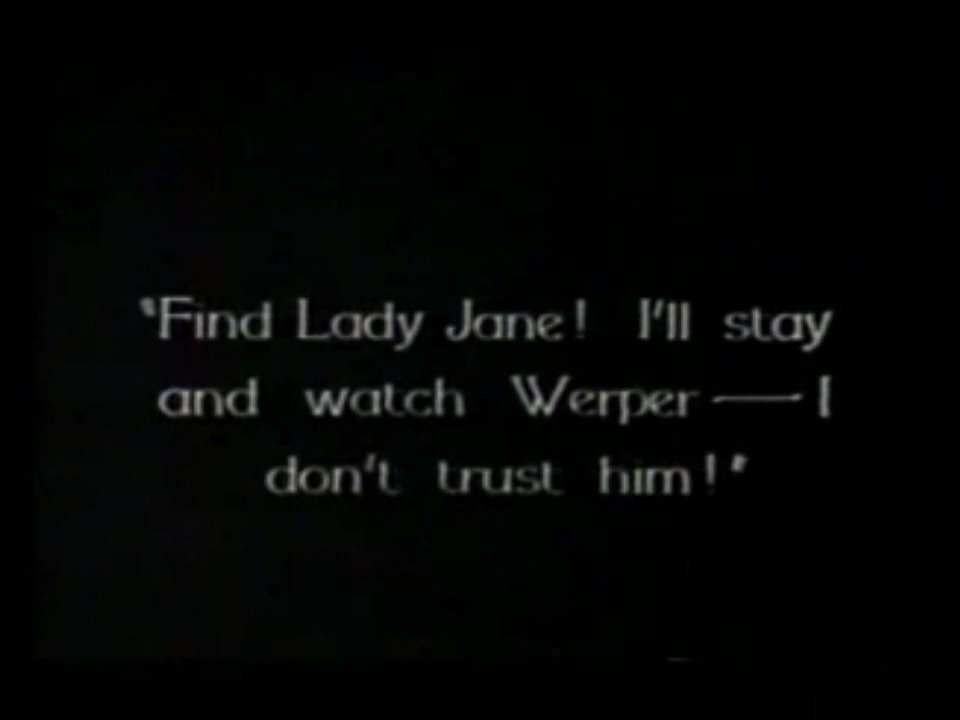 "Find Lady Jane! I'll stay
and watch Werper — I
don't trust him!"